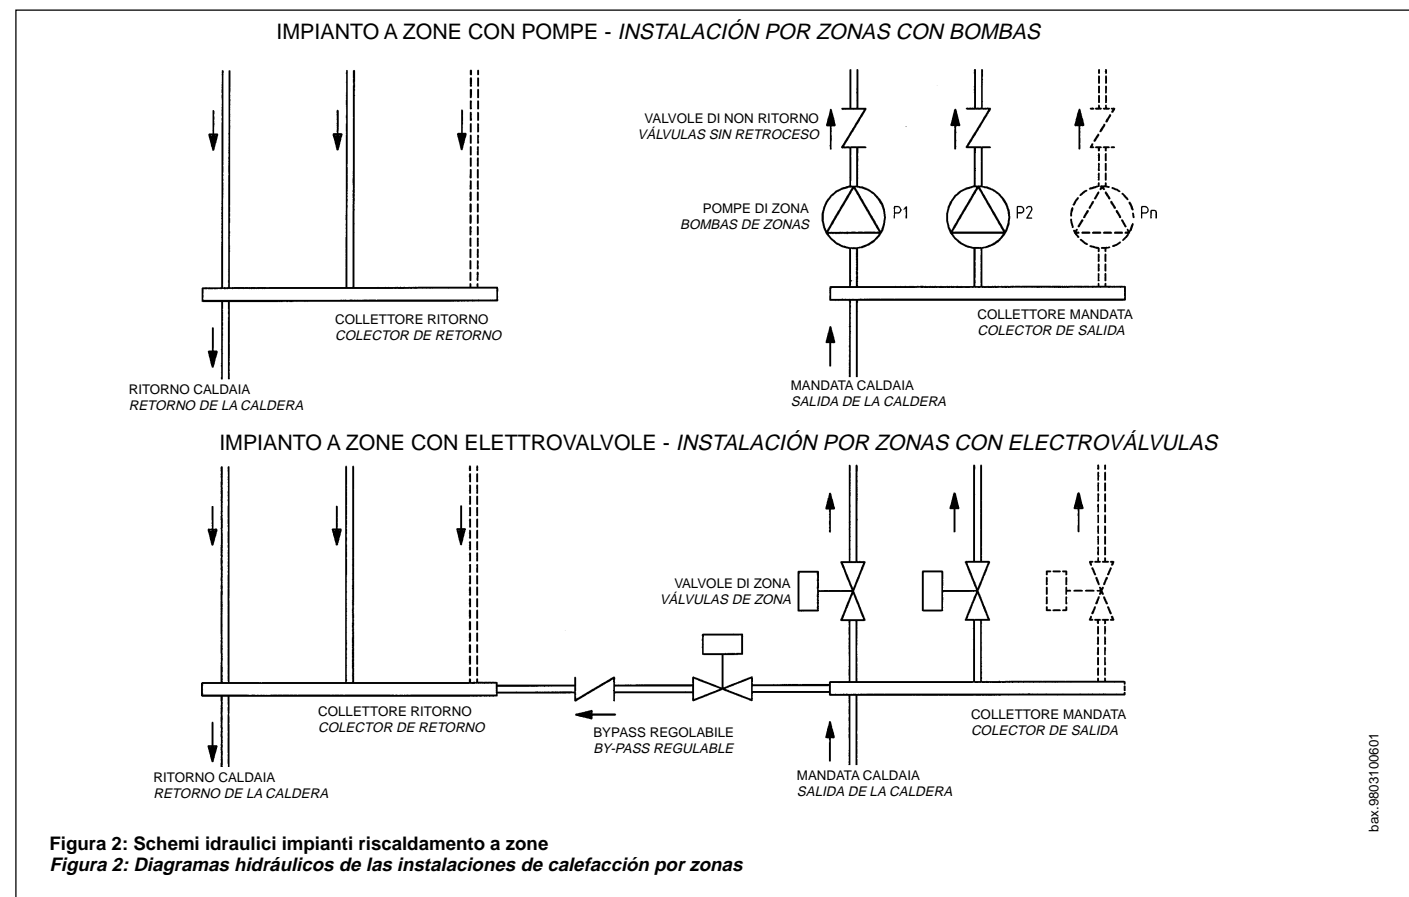 IMPIANTO A ZONE CON POMPE - INSTALACIÓN POR ZONAS CON BOMBAS
VALVOLE DI NON RITORNO
VÁLVULAS SIN RETROCESO
POMPE DI ZONA
BOMBAS DE ZONAS
P1
P2
Pn
COLLETTORE RITORNO
COLECTOR DE RETORNO
COLLETTORE MANDATA
COLECTOR DE SALIDA
RITORNO CALDAIA
RETORNO DE LA CALDERA
MANDATA CALDAIA
SALIDA DE LA CALDERA
IMPIANTO A ZONE CON ELETTROVALVOLE - INSTALACIÓN POR ZONAS CON ELECTROVÁLVULAS
VALVOLE DI ZONA
VÁLVULAS DE ZONA
COLLETTORE RITORNO
COLECTOR DE RETORNO
BYPASS REGOLABILE
BY-PASS REGULABLE
COLLETTORE MANDATA
COLECTOR DE SALIDA
RITORNO CALDAIA
RETORNO DE LA CALDERA
MANDATA CALDAIA
SALIDA DE LA CALDERA
bax.9803100601
Figura 2: Schemi idraulici impianti riscaldamento a zone
Figura 2: Diagramas hidráulicos de las instalaciones de calefacción por zonas